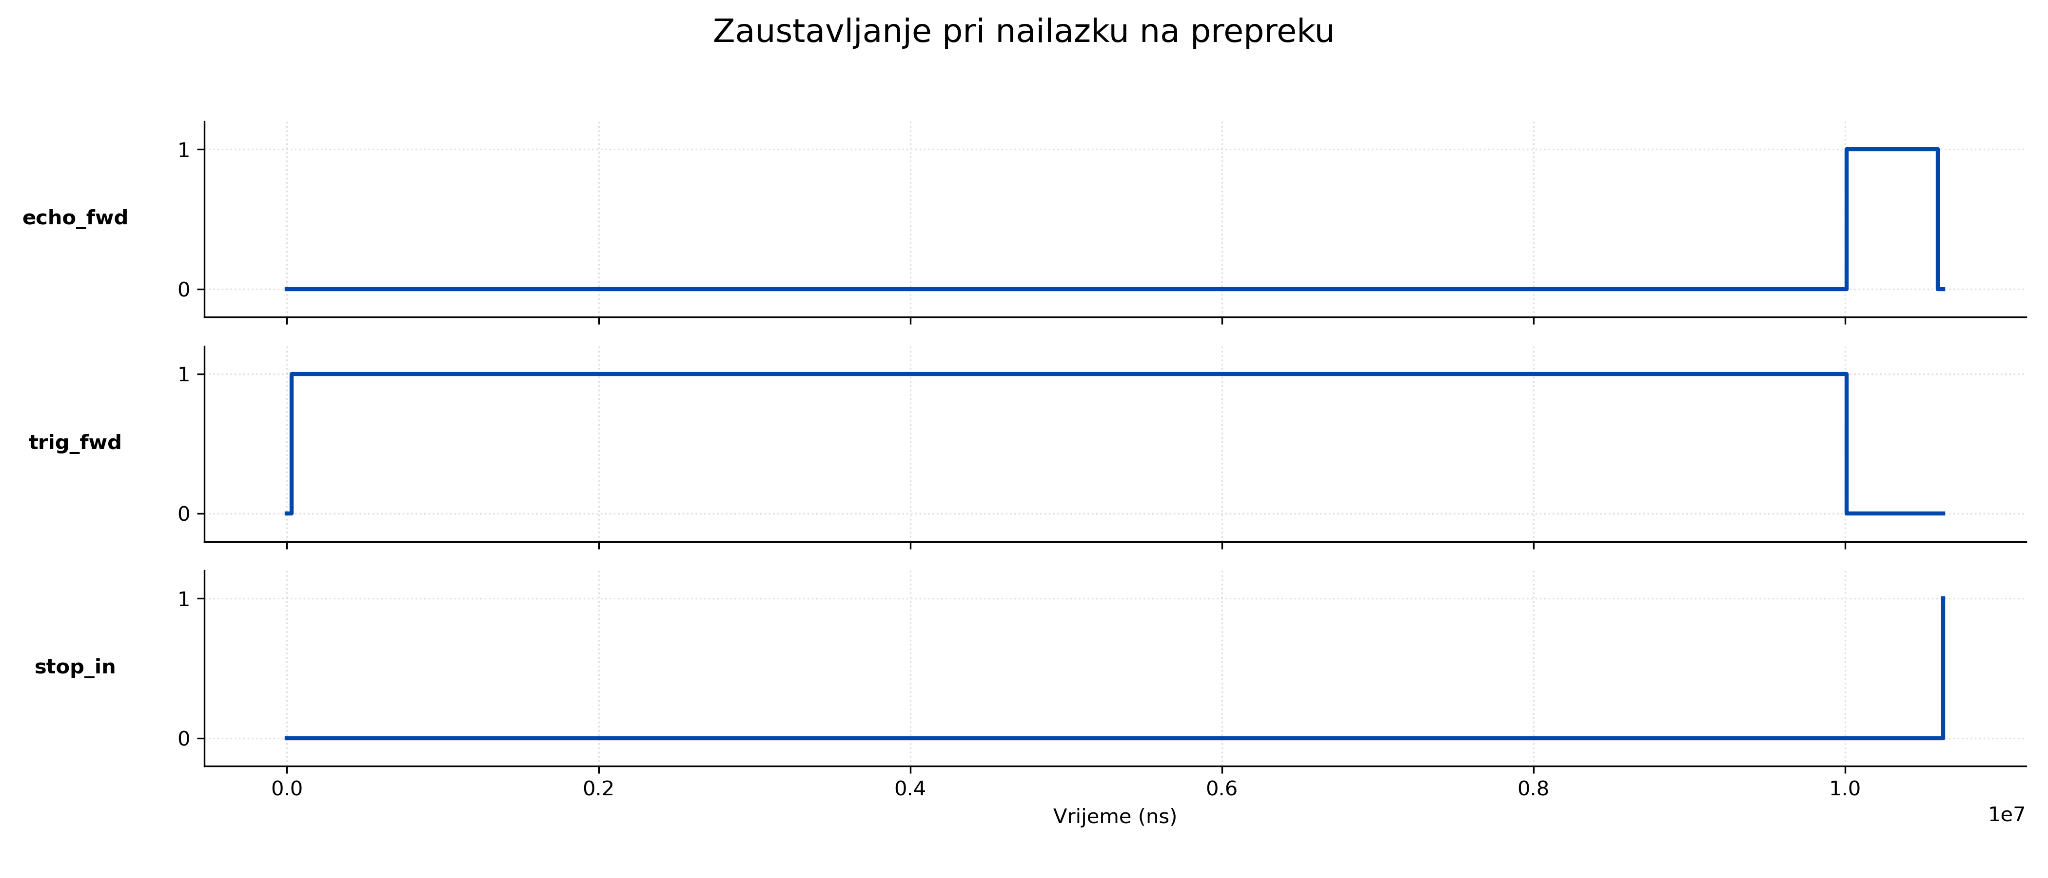 Zaustavljanje pri nailazku na prepreku
1
echo_fwd
0
1
trig_fwd
0
1
stop_in
0
0.0 0.2 0.4 0.6 0.8 1.0
Vrijeme (ns)
1e7